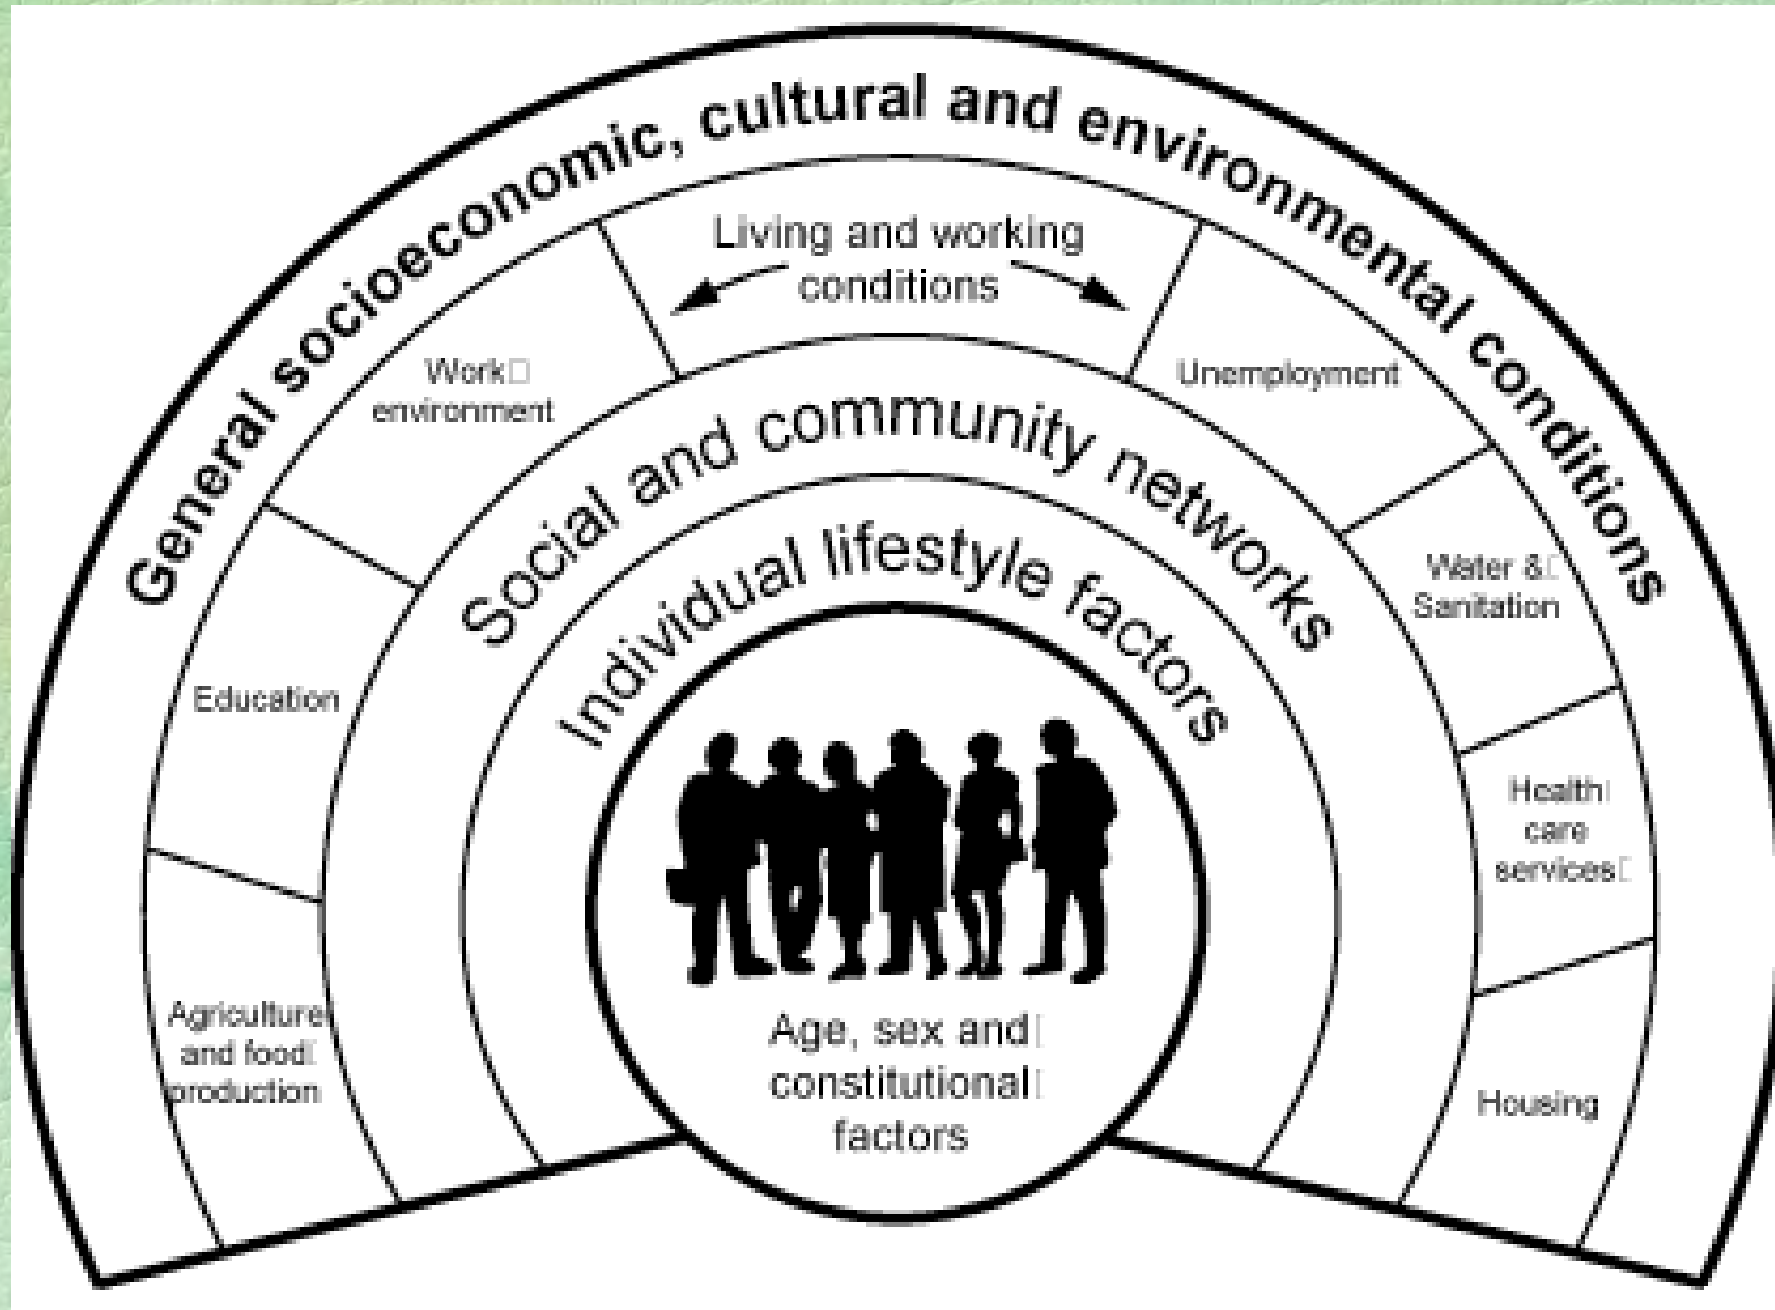 General socioeconomic, cultural and environmental conditions
Living and working
conditions
Work
environment
Unemployment
Social and community networks
Water &
Sanitation
Individual lifestyle factors
Education
Health
care
services
Agriculture
and food
production
Age, sex and
constitutional
factors
Housing